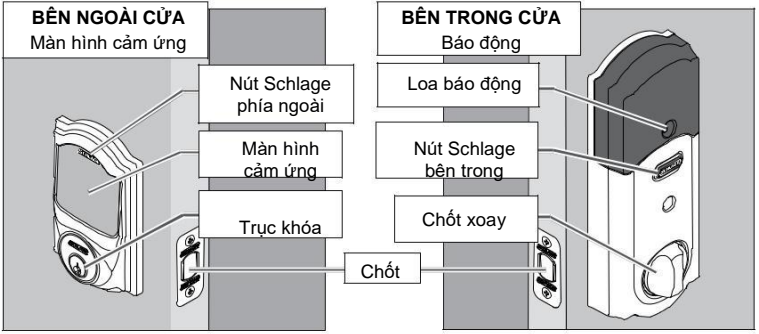 BÊN NGOÀI CỬA
Màn hình cảm ứng
Nút Schlage
phía ngoài
Màn hình
cảm ứng
Trục khóa
Chốt
BÊN TRONG CỬA
Báo động
Loa báo động
Nút Schlage
bên trong
Chốt xoay